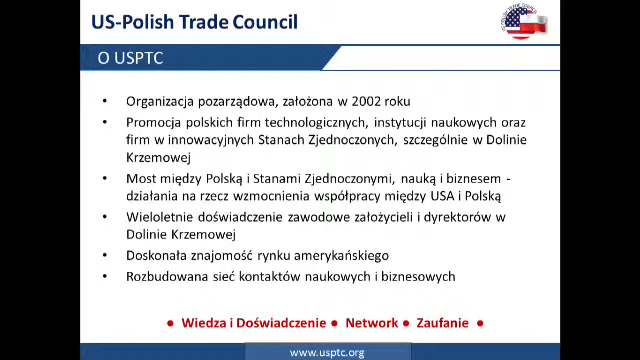 US-Polish Trade Council
O USPTC
• Organizacja pozarządowa, założona w 2002 roku
• Promocja polskich firm technologicznych, instytucji naukowych oraz
firm w innowacyjnych Stanach Zjednoczonych, szczególnie w Dolinie
Krzemowej
• Most między Polską i Stanami Zjednoczonymi, nauką i biznesem -
działania na rzecz wzmocnienia współpracy między USA i Polską
• Wieloletnie doświadczenie zawodowe założycieli i dyrektorów w
Dolinie Krzemowej
• Doskonała znajomość rynku amerykańskiego
• Rozbudowana sieć kontaktów naukowych i biznesowych
● Wiedza i Doświadczenie ● Network ● Zaufanie ●
www.usptc.org